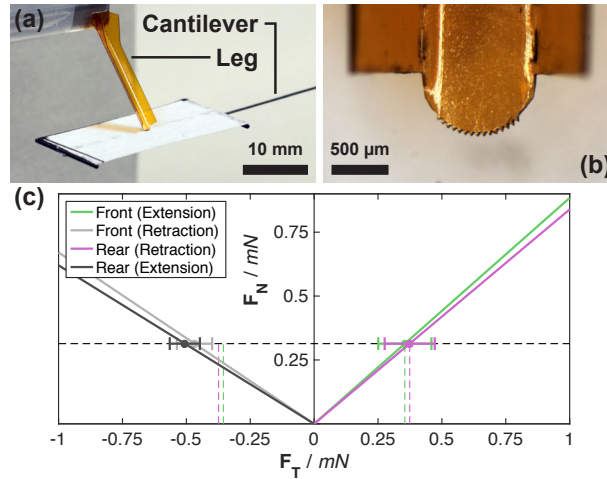 (a)
Cantilever
Leg
10 mm
500 µm
(b)
(c)
Front (Extension)
Front (Retraction)
Rear (Retraction)
Rear (Extension)
F_N / mN
0.75
0.5
0.25
-1 -0.75 -0.5 -0.25 0 0.25 0.5 0.75 1
F_T / mN